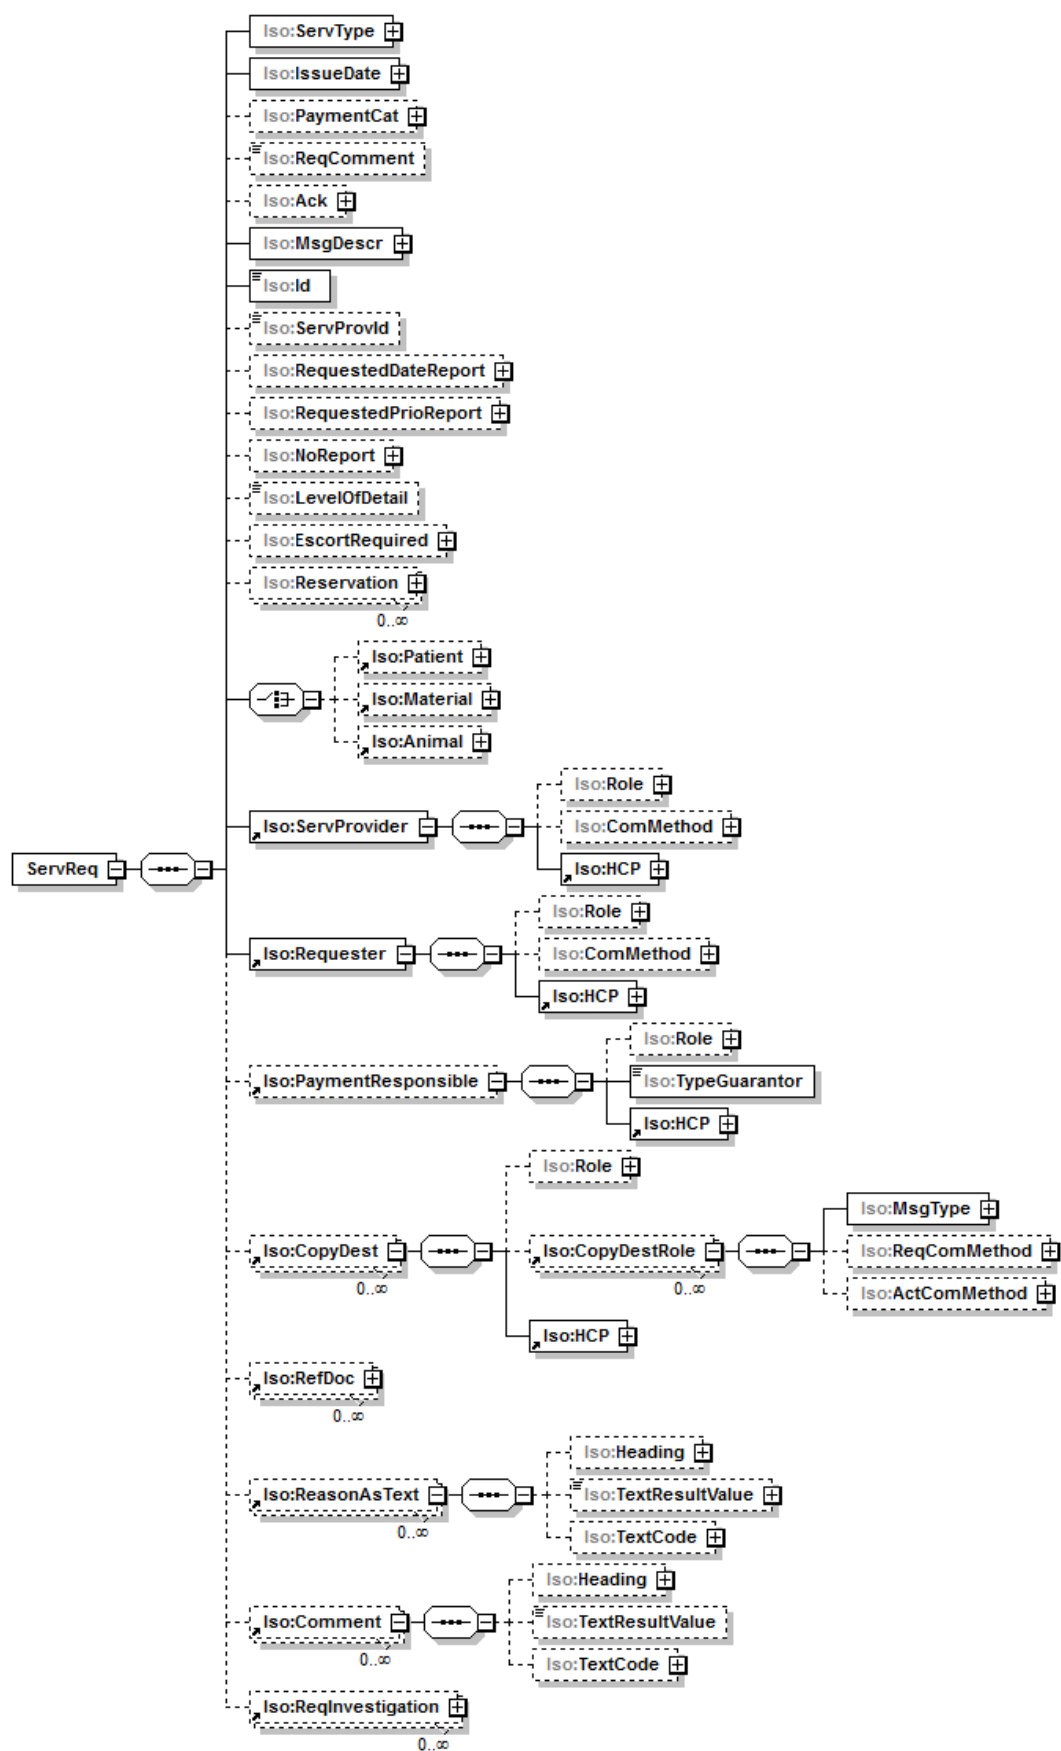 Iso:ServType
Iso:IssueDate
Iso:PaymentCat
Iso:ReqComment
Iso:Ack
Iso:MsgDescr
Iso:Id
Iso:ServProvId
Iso:RequestedDateReport
Iso:RequestedPrioReport
Iso:NoReport
Iso:LevelOfDetail
Iso:EscortRequired
Iso:Reservation
0..∞
Iso:Patient
Iso:Material
Iso:Animal
Iso:Role
Iso:ServProvider
Iso:ComMethod
ServReq
Iso:HCP
Iso:Role
Iso:Requester
Iso:ComMethod
Iso:HCP
Iso:Role
Iso:PaymentResponsible
Iso:TypeGuarantor
Iso:HCP
Iso:Role
Iso:MsgType
Iso:CopyDest
0..∞
Iso:CopyDestRole
0..∞
Iso:ReqComMethod
Iso:ActComMethod
Iso:HCP
Iso:RefDoc
0..∞
Iso:Heading
Iso:ReasonAsText
0..∞
Iso:TextResultValue
Iso:TextCode
Iso:Heading
Iso:Comment
0..∞
Iso:TextResultValue
Iso:TextCode
Iso:ReqInvestigation
0..∞